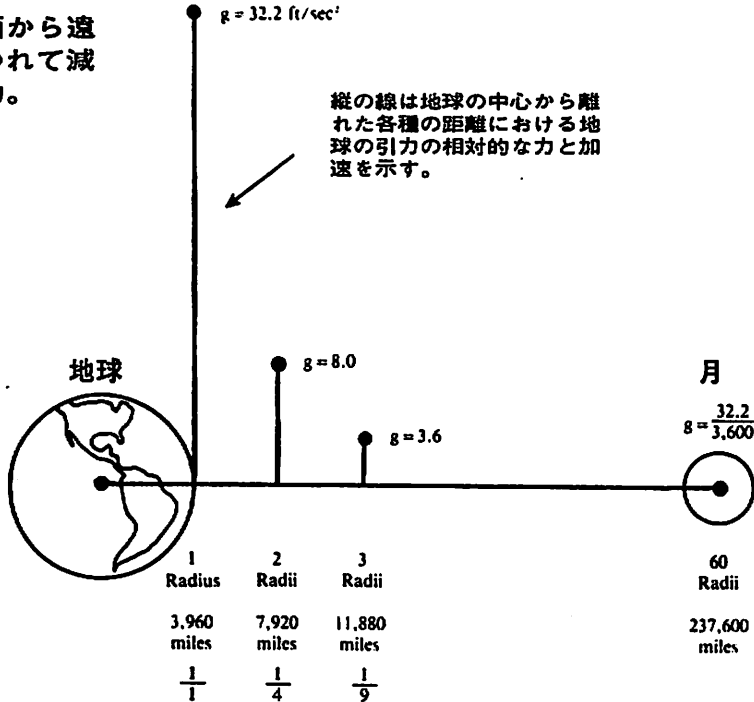 面から遠
われて減
力。
g = 32.2 ft/sec²
縦の線は地球の中心から離
れた各種の距離における地
球の引力の相対的な力と加
速を示す。
地球
g = 8.0
g = 3.6
月
g = 32.2/3,600
1 Radius
2 Radii
3 Radii
60 Radii
3,960 miles
7,920 miles
11,880 miles
237,600 miles
1/1
1/4
1/9